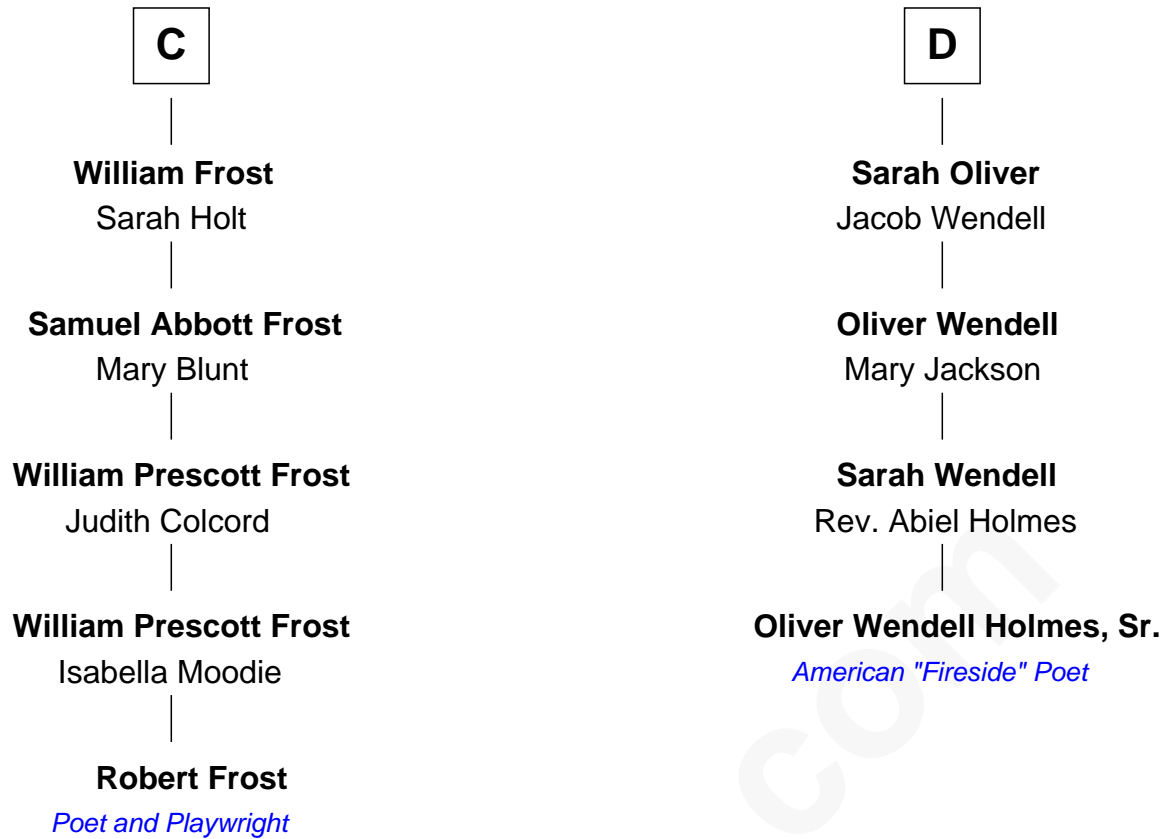 C
William Frost
Sarah Holt
Samuel Abbott Frost
Mary Blunt
William Prescott Frost
Judith Colcord
William Prescott Frost
Isabella Moodie
Robert Frost
Poet and Playwright
D
Sarah Oliver
Jacob Wendell
Oliver Wendell
Mary Jackson
Sarah Wendell
Rev. Abiel Holmes
Oliver Wendell Holmes, Sr.
American "Fireside" Poet
com